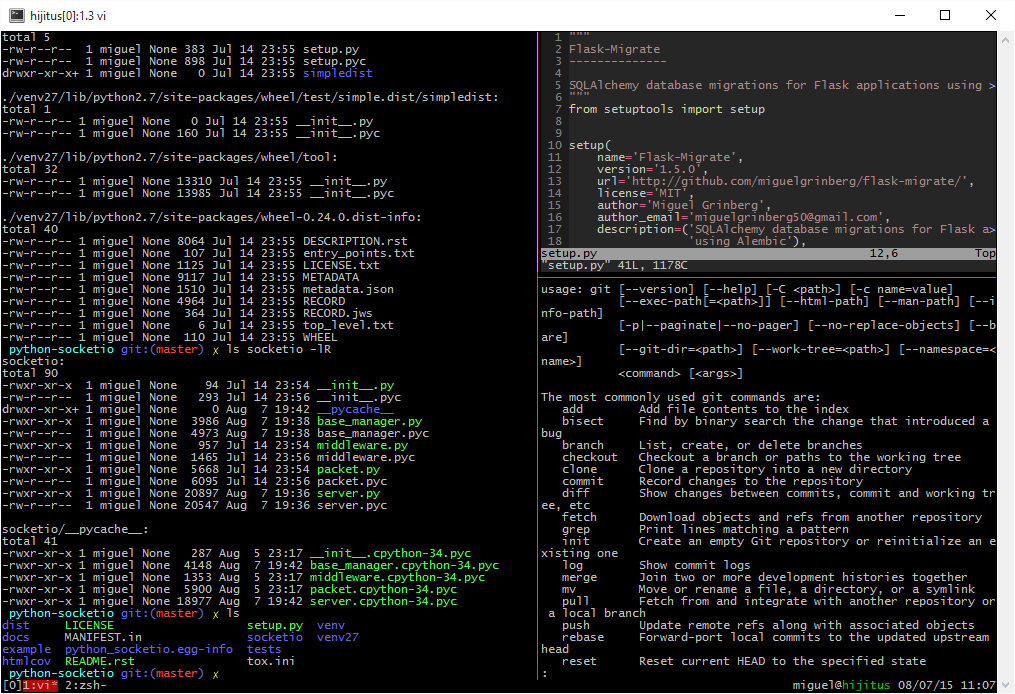 hijitus[0]:1.3 vi
total 5
-rw-r--r--  1 miguel None 383 Jul 14 23:55 setup.py
-rw-r--r--  1 miguel None 898 Jul 14 23:55 setup.pyc
drwxr-xr-x+ 1 miguel None   0 Jul 14 23:55 simpledist

./venv27/lib/python2.7/site-packages/wheel/test/simple.dist/simpledist:
total 1
-rw-r--r-- 1 miguel None   0 Jul 14 23:55 __init__.py
-rw-r--r-- 1 miguel None 160 Jul 14 23:55 __init__.pyc

./venv27/lib/python2.7/site-packages/wheel/tool:
total 32
-rw-r--r-- 1 miguel None 13310 Jul 14 23:55 __init__.py
-rw-r--r-- 1 miguel None 13985 Jul 14 23:55 __init__.pyc

./venv27/lib/python2.7/site-packages/wheel-0.24.0.dist-info:
total 40
-rw-r--r-- 1 miguel None 8064 Jul 14 23:55 DESCRIPTION.rst
-rw-r--r-- 1 miguel None  107 Jul 14 23:55 entry_points.txt
-rw-r--r-- 1 miguel None 1125 Jul 14 23:55 LICENSE.txt
-rw-r--r-- 1 miguel None 9117 Jul 14 23:55 METADATA
-rw-r--r-- 1 miguel None 1510 Jul 14 23:55 metadata.json
-rw-r--r-- 1 miguel None 4964 Jul 14 23:55 RECORD
-rw-r--r-- 1 miguel None  364 Jul 14 23:55 RECORD.jws
-rw-r--r-- 1 miguel None    6 Jul 14 23:55 top_level.txt
-rw-r--r-- 1 miguel None  110 Jul 14 23:55 WHEEL
python-socketio git:(master) ✗ ls socketio -lR
socketio:
total 90
-rwxr-xr-x  1 miguel None    94 Jul 14 23:54 __init__.py
-rw-r--r--  1 miguel None   293 Jul 14 23:56 __init__.pyc
drwxr-xr-x+ 1 miguel None     0 Aug  7 19:42 __pycache__
-rwxr-xr-x  1 miguel None  3986 Aug  7 19:38 base_manager.py
-rw-r--r--  1 miguel None  4973 Aug  7 19:38 base_manager.pyc
-rwxr-xr-x  1 miguel None   957 Jul 14 23:54 middleware.py
-rw-r--r--  1 miguel None  1465 Jul 14 23:56 middleware.pyc
-rwxr-xr-x  1 miguel None  5668 Jul 14 23:54 packet.py
-rw-r--r--  1 miguel None  6095 Jul 14 23:56 packet.pyc
-rwxr-xr-x  1 miguel None 20897 Aug  7 19:36 server.py
-rw-r--r--  1 miguel None 20547 Aug  7 19:36 server.pyc

socketio/__pycache__:
total 41
-rwxr-xr-x 1 miguel None   287 Aug  5 23:17 __init__.cpython-34.pyc
-rwxr-xr-x 1 miguel None  4148 Aug  7 19:42 base_manager.cpython-34.pyc
-rwxr-xr-x 1 miguel None  1353 Aug  5 23:17 middleware.cpython-34.pyc
-rwxr-xr-x 1 miguel None  5900 Aug  5 23:17 packet.cpython-34.pyc
-rwxr-xr-x 1 miguel None 18977 Aug  7 19:42 server.cpython-34.pyc
python-socketio git:(master) ✗ ls
dist     LICENSE                   setup.py  venv
docs     MANIFEST.in               socketio  venv27
example  python_socketio.egg-info  tests
htmlcov  README.rst                tox.ini
python-socketio git:(master) ✗
1 """
2 Flask-Migrate
3 --------------
4
5 SQLAlchemy database migrations for Flask applications using >
6 """
7 from setuptools import setup
8
9
10 setup(
11     name='Flask-Migrate',
12     version='1.5.0',
13     url='http://github.com/miguelgrinberg/flask-migrate/',
14     license='MIT',
15     author='Miguel Grinberg',
16     author_email='miguelgrinberg50@gmail.com',
17     description=('SQLAlchemy database migrations for Flask a>
18                  'using Alembic'),
setup.py                                       12,6           Top
"setup.py" 41L, 1178C
usage: git [--version] [--help] [-C <path>] [-c name=value]
           [--exec-path[=<path>]] [--html-path] [--man-path] [--i
nfo-path]
           [-p|--paginate|--no-pager] [--no-replace-objects] [--b
are]
           [--git-dir=<path>] [--work-tree=<path>] [--namespace=<
name>]
           <command> [<args>]

The most commonly used git commands are:
   add        Add file contents to the index
   bisect     Find by binary search the change that introduced a
bug
   branch     List, create, or delete branches
   checkout   Checkout a branch or paths to the working tree
   clone      Clone a repository into a new directory
   commit     Record changes to the repository
   diff       Show changes between commits, commit and working tr
ee, etc
   fetch      Download objects and refs from another repository
   grep       Print lines matching a pattern
   init       Create an empty Git repository or reinitialize an e
xisting one
   log        Show commit logs
   merge      Join two or more development histories together
   mv         Move or rename a file, a directory, or a symlink
   pull       Fetch from and integrate with another repository or
 a local branch
   push       Update remote refs along with associated objects
   rebase     Forward-port local commits to the updated upstream
head
   reset      Reset current HEAD to the specified state
:
[0]1:vi* 2:zsh-
miguel@hijitus 08/07/15 11:07